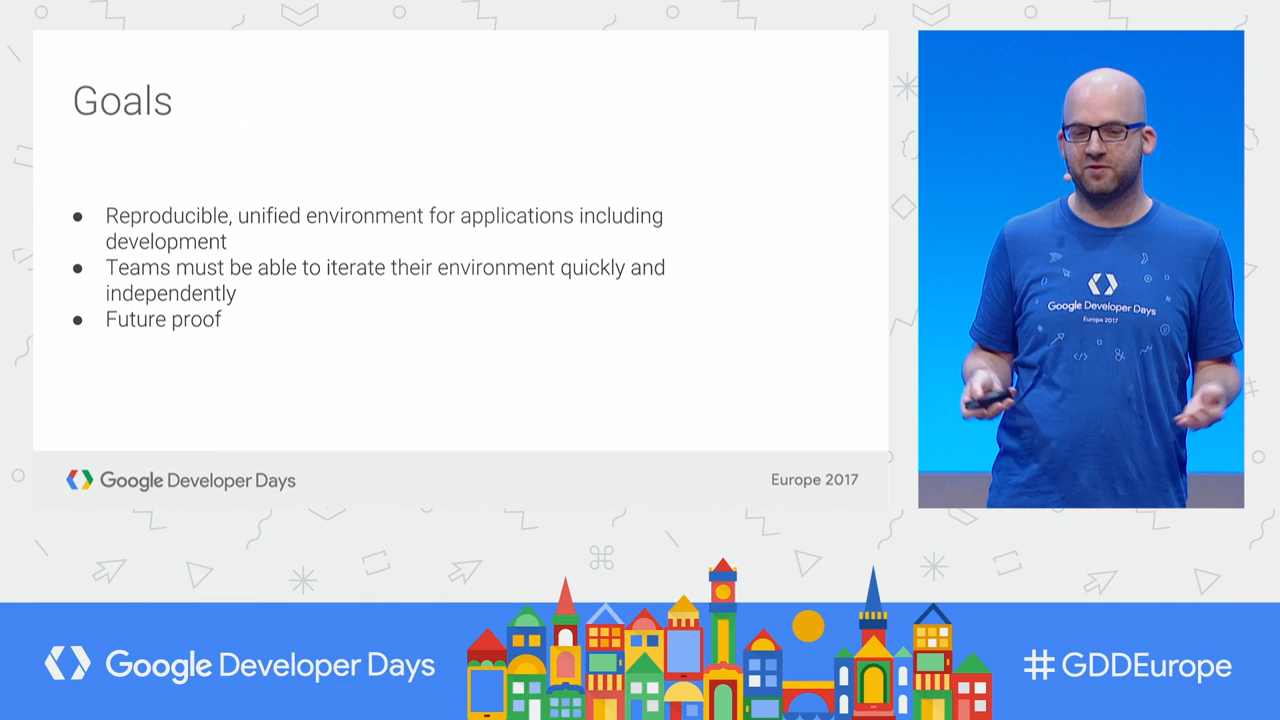 Goals
● Reproducible, unified environment for applications including
development
● Teams must be able to iterate their environment quickly and
independently
● Future proof
Google Developer Days
Europe 2017
Google Developer Days
Europe 2017
Google Developer Days
#GDDEurope